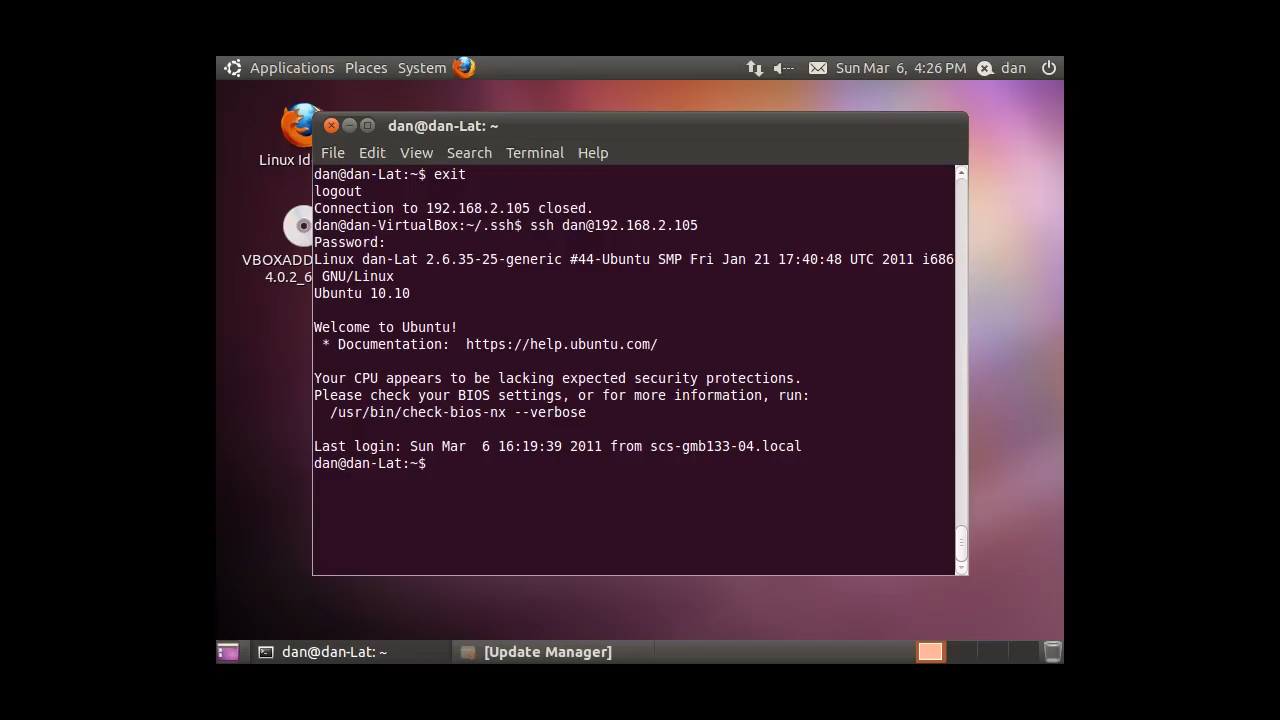 Applications Places System
Sun Mar 6, 4:26 PM dan
Linux Id
VBOXADD
4.0.2_6
dan@dan-Lat: ~
File Edit View Search Terminal Help
dan@dan-Lat:~$ exit
logout
Connection to 192.168.2.105 closed.
dan@dan-VirtualBox:~/.ssh$ ssh dan@192.168.2.105
Password:
Linux dan-Lat 2.6.35-25-generic #44-Ubuntu SMP Fri Jan 21 17:40:48 UTC 2011 i686
GNU/Linux
Ubuntu 10.10
Welcome to Ubuntu!
* Documentation:  https://help.ubuntu.com/
Your CPU appears to be lacking expected security protections.
Please check your BIOS settings, or for more information, run:
/usr/bin/check-bios-nx --verbose
Last login: Sun Mar  6 16:19:39 2011 from scs-gmb133-04.local
dan@dan-Lat:~$
dan@dan-Lat: ~
[Update Manager]